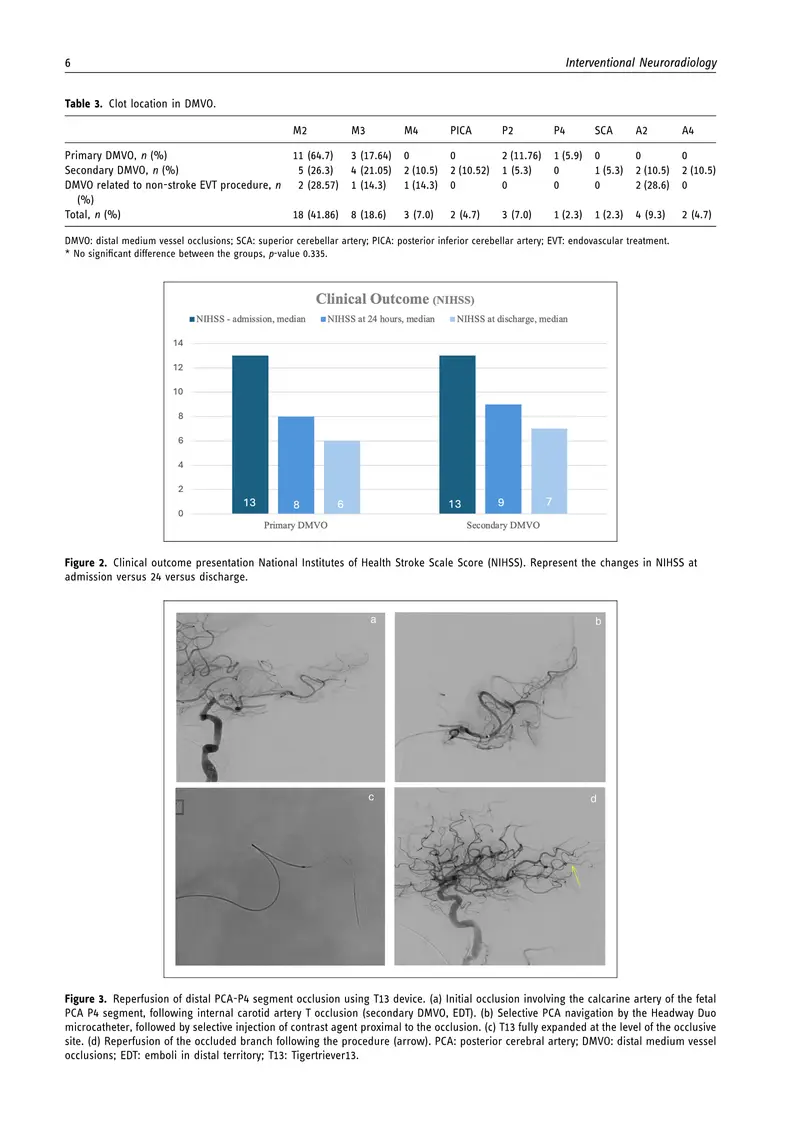 6
Interventional Neuroradiology
Table 3. Clot location in DMVO.
M2 M3 M4 PICA P2 P4 SCA A2 A4
Primary DMVO, n (%) 11 (64.7) 3 (17.64) 0 0 2 (11.76) 1 (5.9) 0 0 0
Secondary DMVO, n (%) 5 (26.3) 4 (21.05) 2 (10.5) 2 (10.52) 1 (5.3) 0 1 (5.3) 2 (10.5) 2 (10.5)
DMVO related to non-stroke EVT procedure, n 2 (28.57) 1 (14.3) 1 (14.3) 0 0 0 0 2 (28.6) 0
(%)
Total, n (%) 18 (41.86) 8 (18.6) 3 (7.0) 2 (4.7) 3 (7.0) 1 (2.3) 1 (2.3) 4 (9.3) 2 (4.7)
DMVO: distal medium vessel occlusions; SCA: superior cerebellar artery; PICA: posterior inferior cerebellar artery; EVT: endovascular treatment.
* No significant difference between the groups, p-value 0.335.
Clinical Outcome (NIHSS)
NIHSS - admission, median NIHSS at 24 hours, median NIHSS at discharge, median
14
12
10
8
6
4
2
0
13 8 6 13 9 7
Primary DMVO Secondary DMVO
Figure 2. Clinical outcome presentation National Institutes of Health Stroke Scale Score (NIHSS). Represent the changes in NIHSS at
admission versus 24 versus discharge.
a
b
c
d
Figure 3. Reperfusion of distal PCA-P4 segment occlusion using T13 device. (a) Initial occlusion involving the calcarine artery of the fetal
PCA P4 segment, following internal carotid artery T occlusion (secondary DMVO, EDT). (b) Selective PCA navigation by the Headway Duo
microcatheter, followed by selective injection of contrast agent proximal to the occlusion. (c) T13 fully expanded at the level of the occlusive
site. (d) Reperfusion of the occluded branch following the procedure (arrow). PCA: posterior cerebral artery; DMVO: distal medium vessel
occlusions; EDT: emboli in distal territory; T13: Tigertriever13.